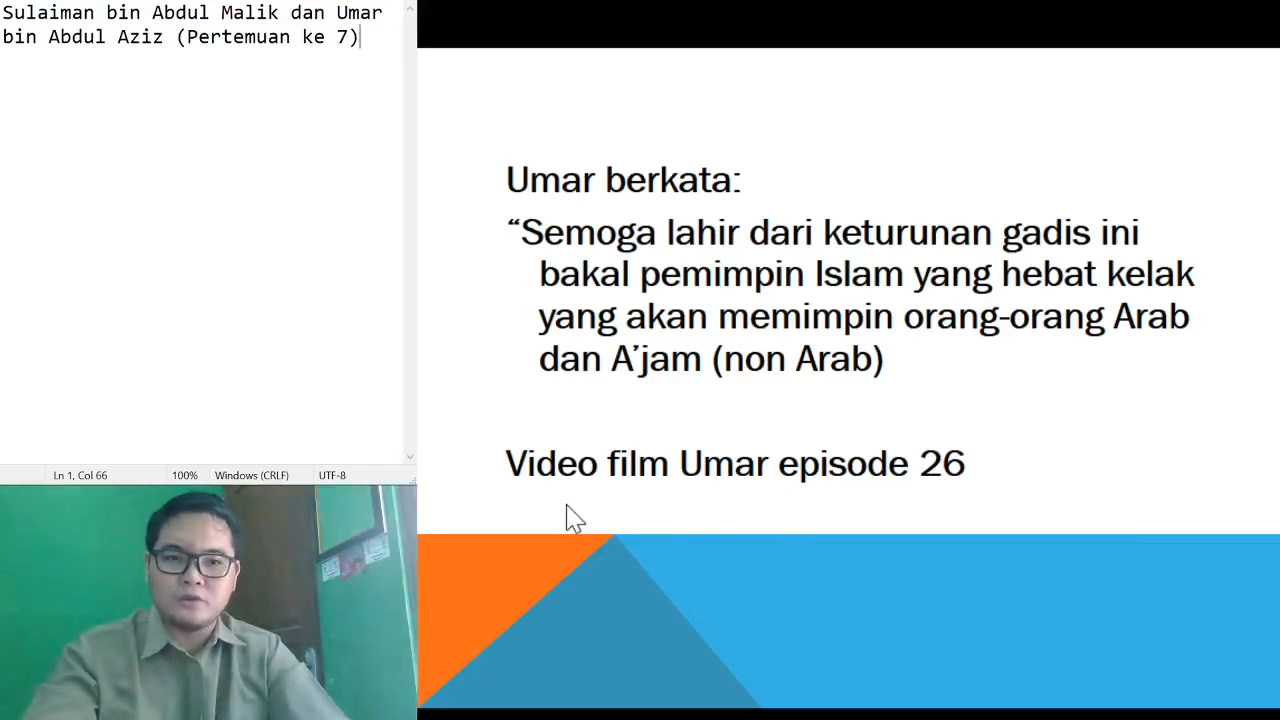 Sulaiman bin Abdul Malik dan Umar
bin Abdul Aziz (Pertemuan ke 7)
Umar berkata:
“Semoga lahir dari keturunan gadis ini
bakal pemimpin Islam yang hebat kelak
yang akan memimpin orang-orang Arab
dan A’jam (non Arab)
Video film Umar episode 26
Ln 1, Col 66
100%
Windows (CRLF)
UTF-8